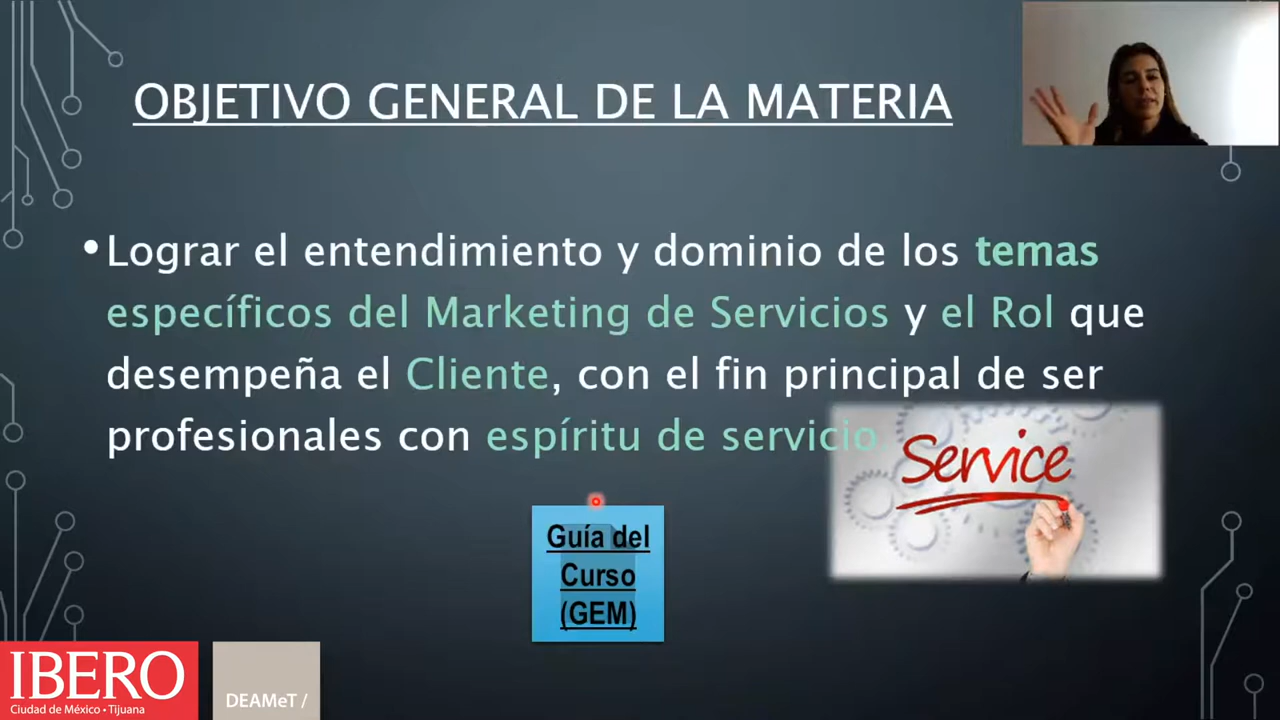 OBJETIVO GENERAL DE LA MATERIA
•Lograr el entendimiento y dominio de los temas
específicos del Marketing de Servicios y el Rol que
desempeña el Cliente, con el fin principal de ser
profesionales con espíritu de servicio.
Service
Guía del
Curso
(GEM)
IBERO
Ciudad de México • Tijuana
DEAMeT /